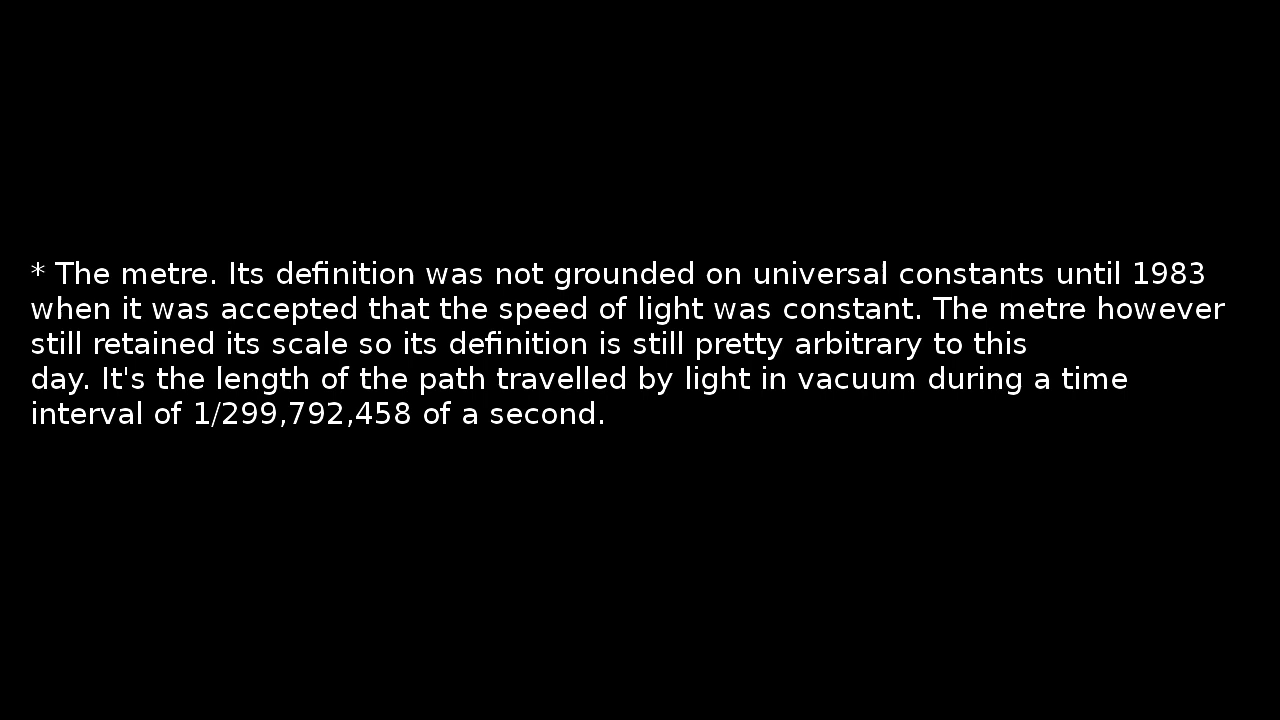 * The metre. Its definition was not grounded on universal constants until 1983
when it was accepted that the speed of light was constant. The metre however
still retained its scale so its definition is still pretty arbitrary to this
day. It's the length of the path travelled by light in vacuum during a time
interval of 1/299,792,458 of a second.